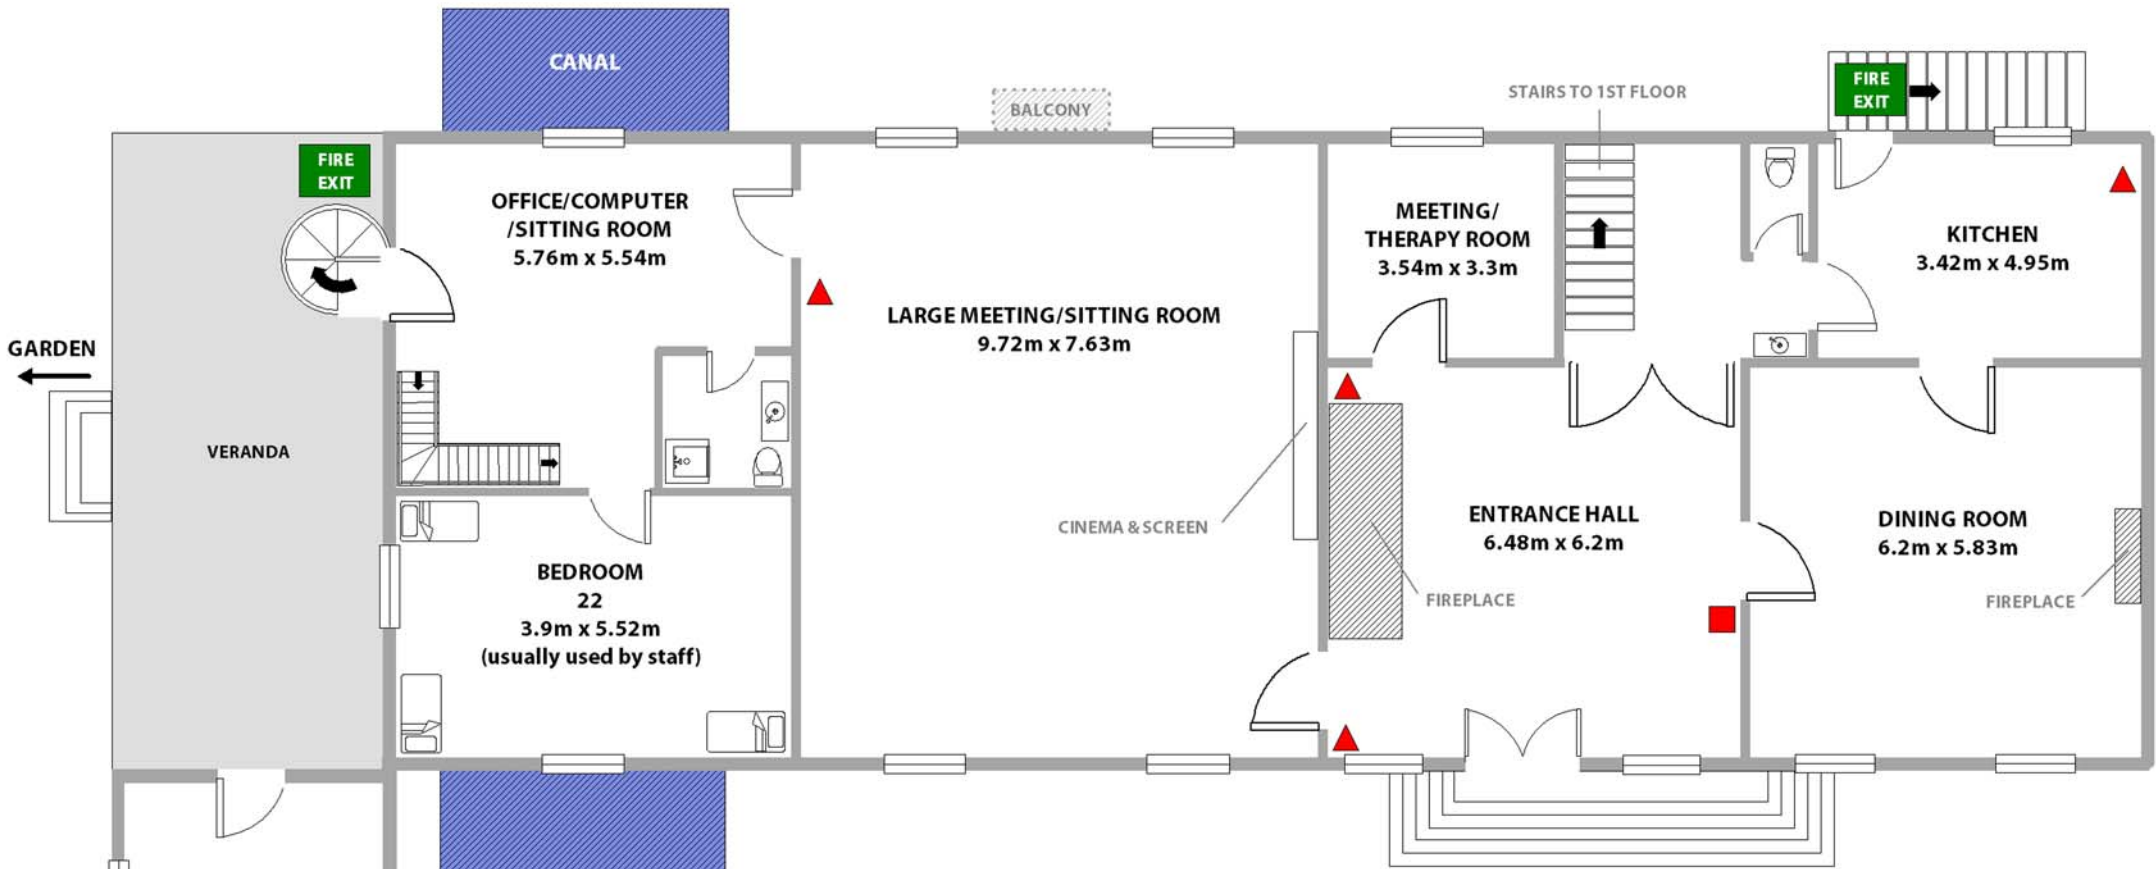 CANAL
BALCONY
STAIRS TO 1ST FLOOR
FIRE
EXIT
FIRE
EXIT
OFFICE/COMPUTER
/SITTING ROOM
5.76m x 5.54m
MEETING/
THERAPY ROOM
3.54m x 3.3m
KITCHEN
3.42m x 4.95m
LARGE MEETING/SITTING ROOM
9.72m x 7.63m
GARDEN
VERANDA
CINEMA & SCREEN
ENTRANCE HALL
6.48m x 6.2m
DINING ROOM
6.2m x 5.83m
BEDROOM
22
3.9m x 5.52m
(usually used by staff)
FIREPLACE
FIREPLACE